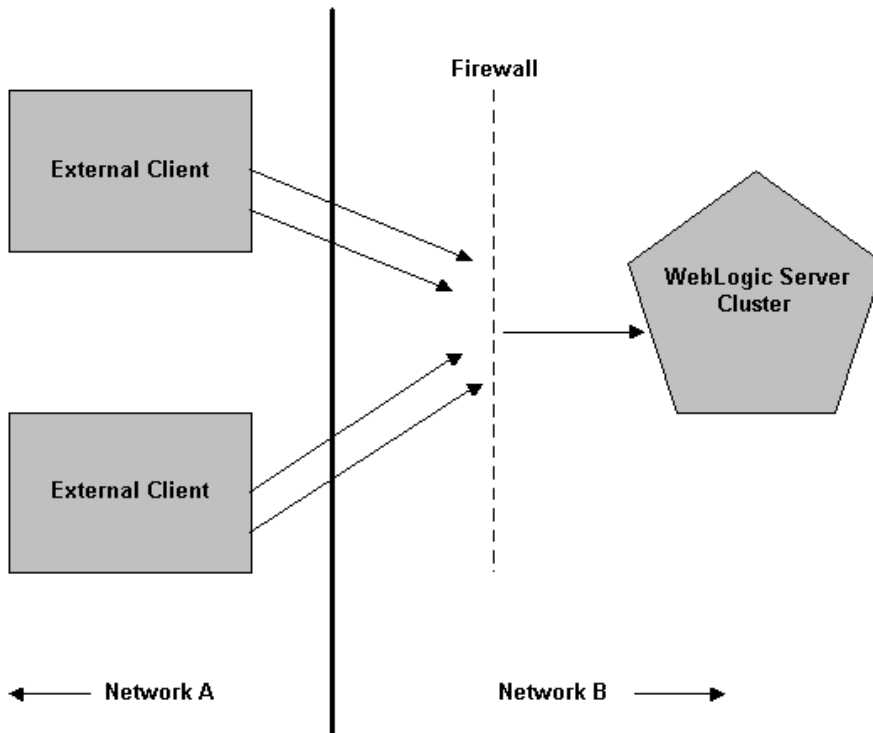 Firewall
External Client
WebLogic Server
Cluster
External Client
Network A
Network B